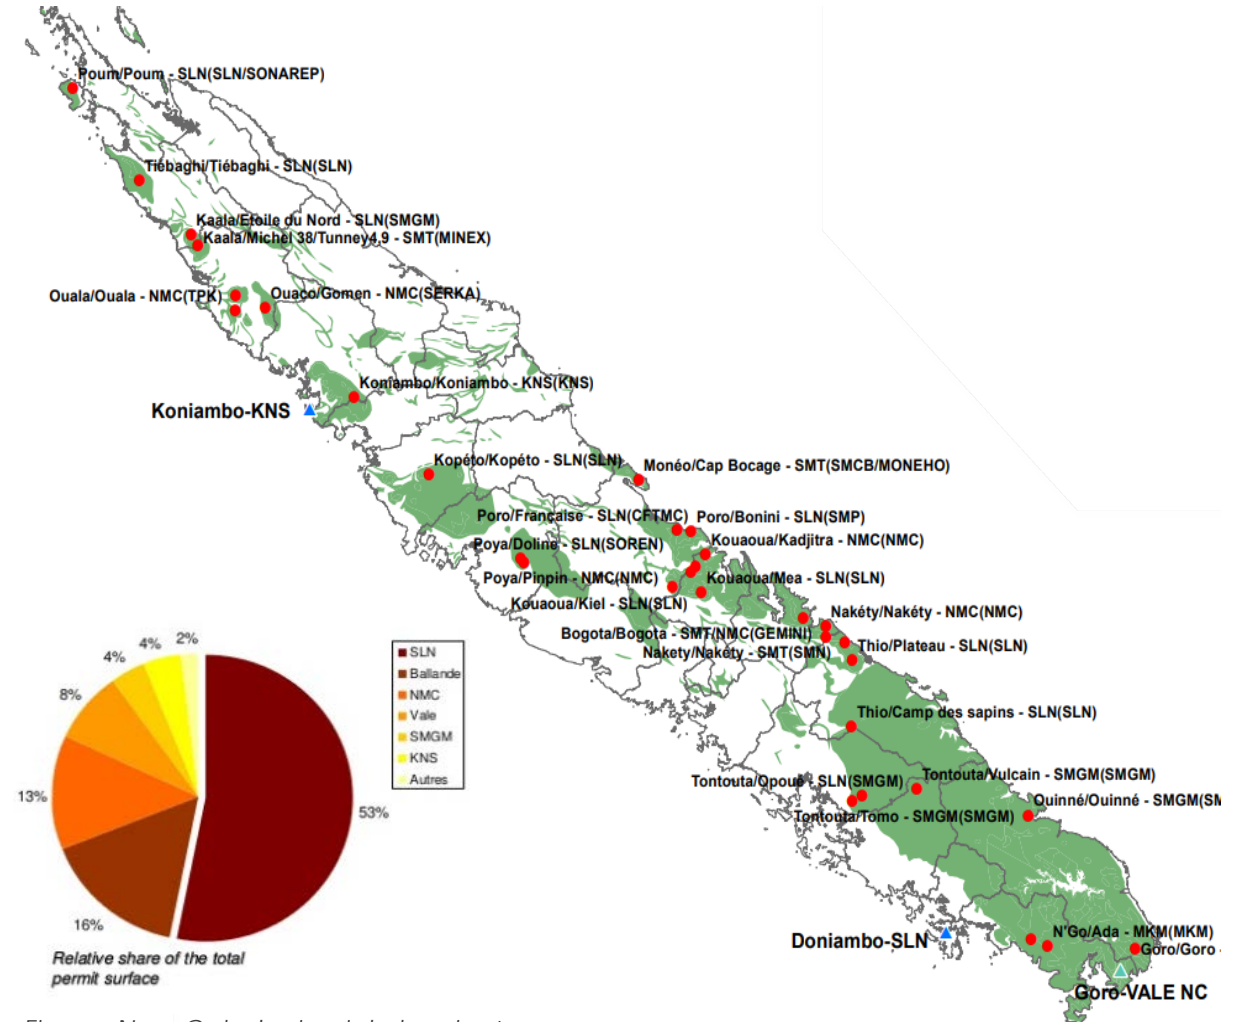 Poum/Poum - SLN(SLN/SONAREP)
Tiébaghi/Tiébaghi - SLN(SLN)
Kaala/Etoile du Nord - SLN(SMGM)
Kaala/Michel 38/Tunney4,9 - SMT(MINEX)
Ouala/Ouala - NMC(TPK)
Ouaco/Gomen - NMC(SERKA)
Koniambo/Koniambo - KNS(KNS)
Koniambo-KNS
Kopéto/Kopéto - SLN(SLN)
Monéo/Cap Bocage - SMT(SMCB/MONEHO)
Poro/Française - SLN(CFTMC)
Poro/Bonini - SLN(SMP)
Kouaoua/Kadjitra - NMC(NMC)
Poya/Doline - SLN(SOREN)
Poya/Pinpin - NMC(NMC)
Kouaoua/Mea - SLN(SLN)
Kouaoua/Kiel - SLN(SLN)
Nakéty/Nakéty - NMC(NMC)
Bogota/Bogota - SMT/NMC(GEMINI)
Nakety/Nakéty - SMT(SMN)
Thio/Plateau - SLN(SLN)
Thio/Camp des sapins - SLN(SLN)
Tontouta/Opoué - SLN(SMGM)
Tontouta/Vulcain - SMGM(SMGM)
Ouinné/Ouinné - SMGM(SM
Tontouta/Tomo - SMGM(SMGM)
Doniambo-SLN
N'Go/Ada - MKM(MKM)
Goro/Goro -
Goro-VALE NC
2%
4%
4%
8%
13%
16%
53%
SLN
Ballande
NMC
Vale
SMGM
KNS
Autres
Relative share of the total
permit surface